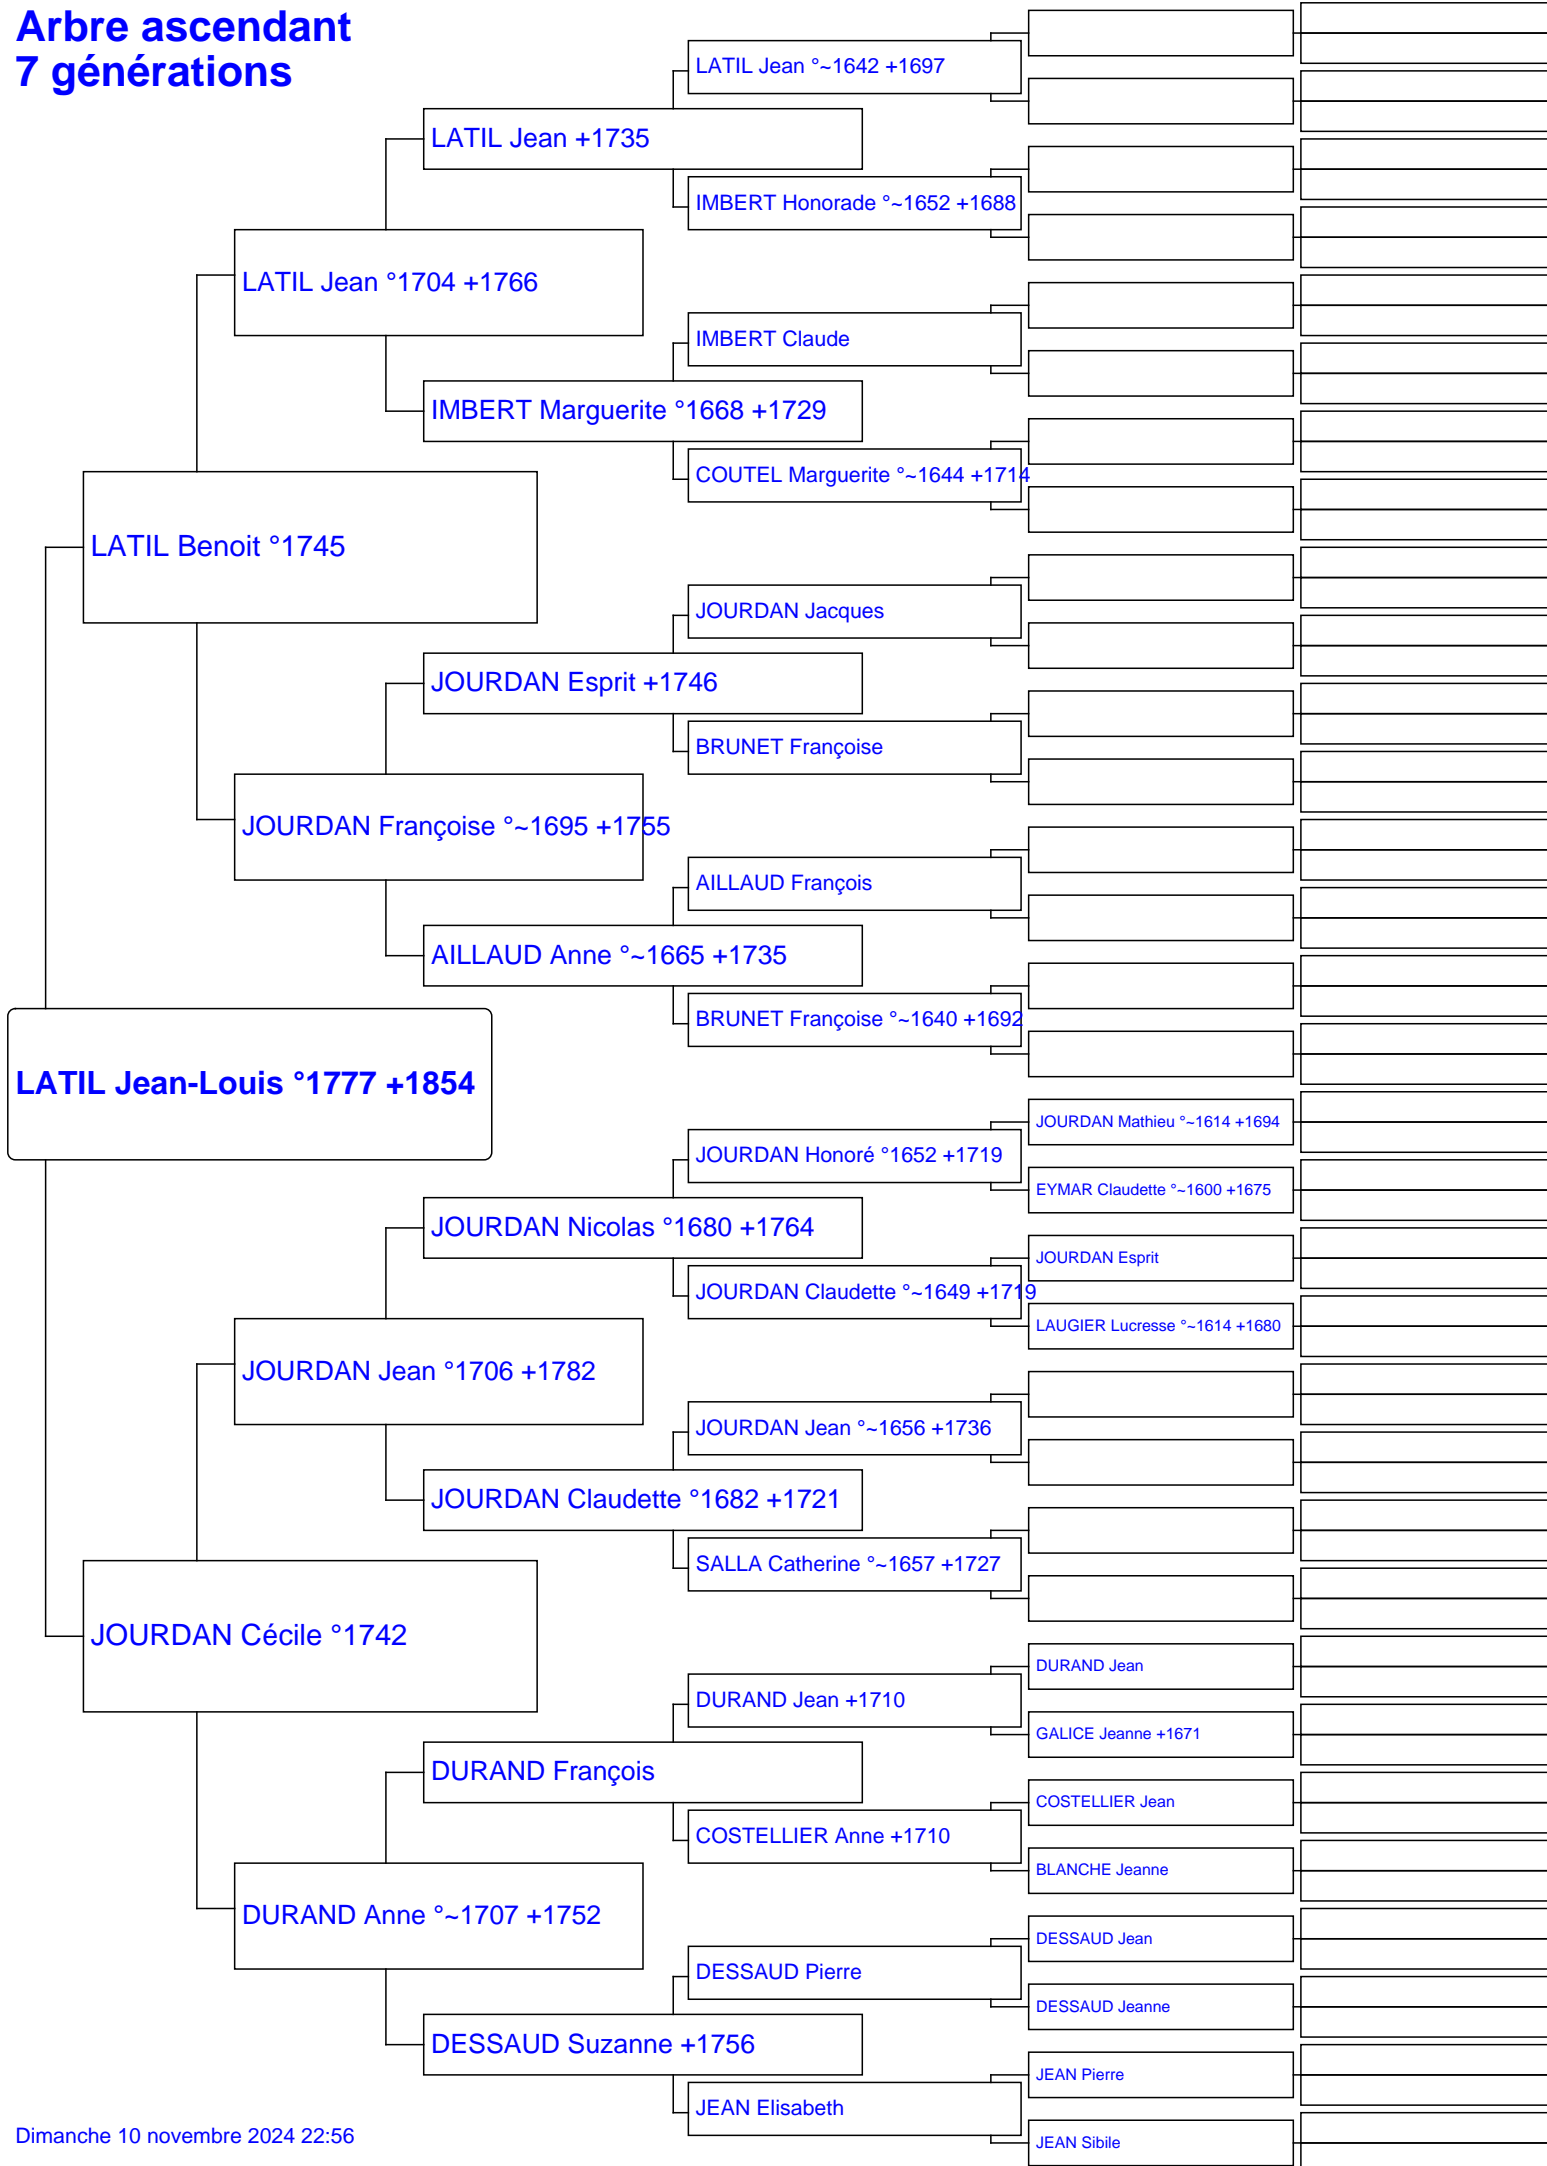 Arbre ascendant
7 générations
LATIL Jean °~1642 +1697
LATIL Jean +1735
IMBERT Honorade °~1652 +1688
LATIL Jean °1704 +1766
IMBERT Claude
IMBERT Marguerite °1668 +1729
COUTEL Marguerite °~1644 +1714
LATIL Benoit °1745
JOURDAN Jacques
JOURDAN Esprit +1746
BRUNET Françoise
JOURDAN Françoise °~1695 +1755
AILLAUD François
AILLAUD Anne °~1665 +1735
BRUNET Françoise °~1640 +1692
LATIL Jean-Louis °1777 +1854
JOURDAN Mathieu °~1614 +1694
JOURDAN Honoré °1652 +1719
EYMAR Claudette °~1600 +1675
JOURDAN Nicolas °1680 +1764
JOURDAN Esprit
JOURDAN Claudette °~1649 +1719
LAUGIER Lucresse °~1614 +1680
JOURDAN Jean °1706 +1782
JOURDAN Jean °~1656 +1736
JOURDAN Claudette °1682 +1721
SALLA Catherine °~1657 +1727
JOURDAN Cécile °1742
DURAND Jean
DURAND Jean +1710
GALICE Jeanne +1671
DURAND François
COSTELLIER Jean
COSTELLIER Anne +1710
BLANCHE Jeanne
DURAND Anne °~1707 +1752
DESSAUD Jean
DESSAUD Pierre
DESSAUD Jeanne
DESSAUD Suzanne +1756
JEAN Pierre
JEAN Elisabeth
JEAN Sibile
Dimanche 10 novembre 2024 22:56